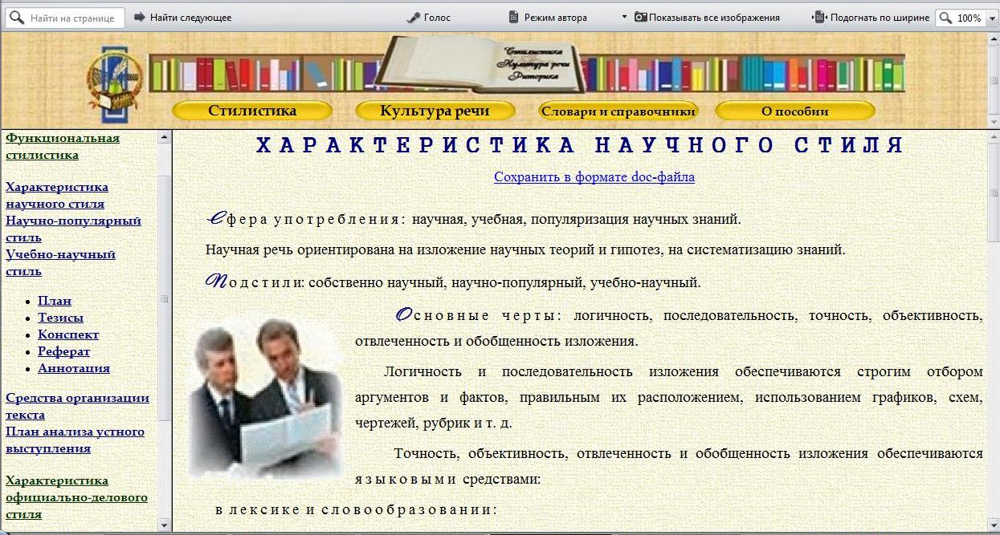 Найти на странице
Найти следующее
Голос
Режим автора
Показывать все изображения
Подогнать по ширине
100%
Стилистика
Культура речи
Риторика
Стилистика
Культура речи
Словари и справочники
О пособии
Функциональная
стилистика
Характеристика
научного стиля
Научно-популярный
стиль
Учебно-научный
стиль
План
Тезисы
Конспект
Реферат
Аннотация
Средства организации
текста
План анализа устного
выступления
Характеристика
официально-делового
стиля
ХАРАКТЕРИСТИКА НАУЧНОГО СТИЛЯ
Сохранить в формате doc-файла
Сфера употребления: научная, учебная, популяризация научных знаний.
Научная речь ориентирована на изложение научных теорий и гипотез, на систематизацию знаний.
Подстили: собственно научный, научно-популярный, учебно-научный.
Основные черты: логичность, последовательность, точность, объективность,
отвлеченность и обобщенность изложения.
Логичность и последовательность изложения обеспечиваются строгим отбором
аргументов и фактов, правильным их расположением, использованием графиков, схем,
чертежей, рубрик и т. д.
Точность, объективность, отвлеченность и обобщенность изложения обеспечиваются
языковыми средствами:
в лексике и словообразовании: